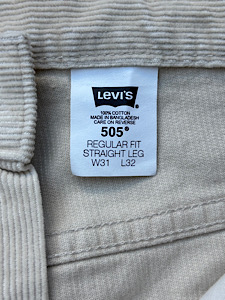 LEVI'S
100% COTTON
MADE IN BANGLADESH
CARE ON REVERSE
505®
REGULAR FIT
STRAIGHT LEG
W31 L32